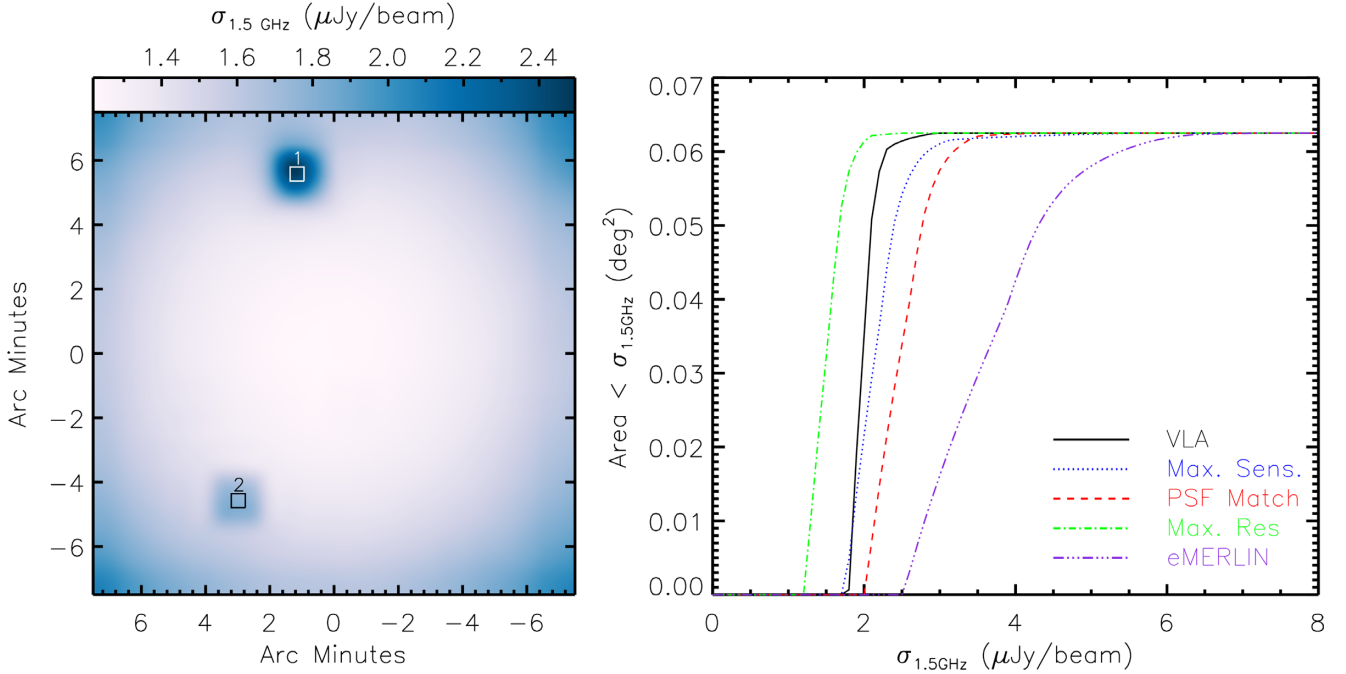 σ1.5 GHz (μJy/beam)
1.4 1.6 1.8 2.0 2.2 2.4
Arc Minutes
6
4
2
0
−2
−4
−6
1
2
6 4 2 0 −2 −4 −6
Arc Minutes
Area < σ1.5GHz (deg2)
0.07
0.06
0.05
0.04
0.03
0.02
0.01
0.00
VLA
Max. Sens.
PSF Match
Max. Res
eMERLIN
0 2 4 6 8
σ1.5GHz (μJy/beam)